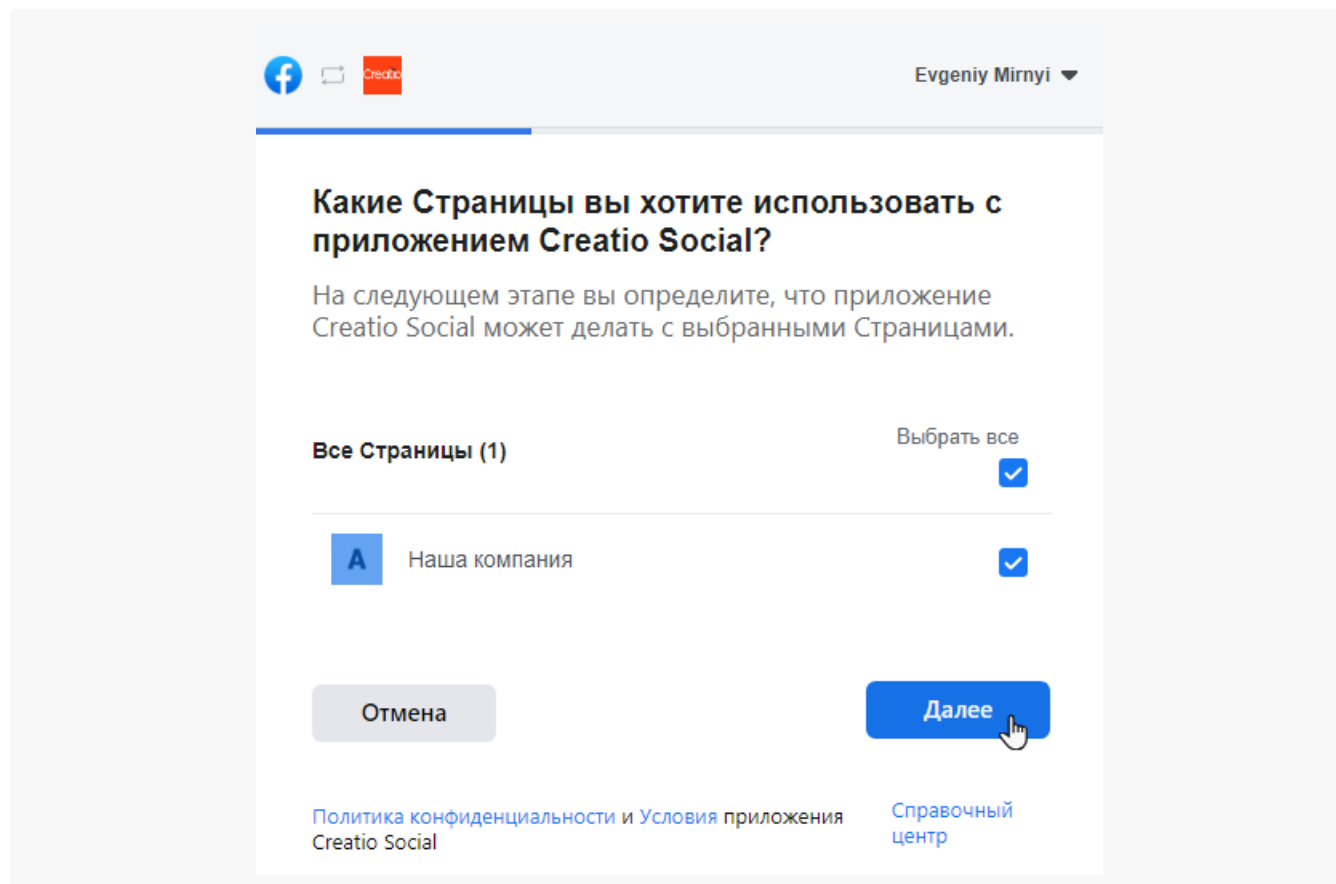 Creatio
Evgeniy Mirnyi
Какие Страницы вы хотите использовать с
приложением Creatio Social?
На следующем этапе вы определите, что приложение
Creatio Social может делать с выбранными Страницами.
Все Страницы (1)
Выбрать все
A
Наша компания
Отмена
Далее
Политика конфиденциальности и Условия приложения
Creatio Social
Справочный
центр